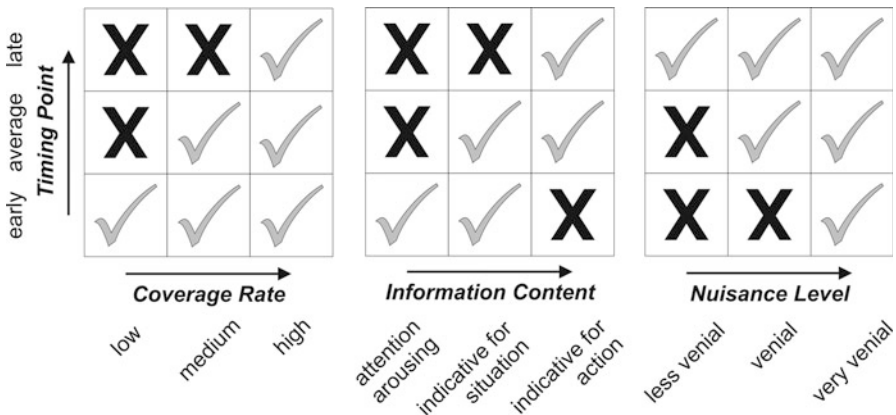 late
average
early
Timing Point
X X
X
Coverage Rate
low
medium
high
X X
X
X
Information Content
attention
arousing
indicative for
situation
indicative for
action
X
X X
Nuisance Level
less venial
venial
very venial